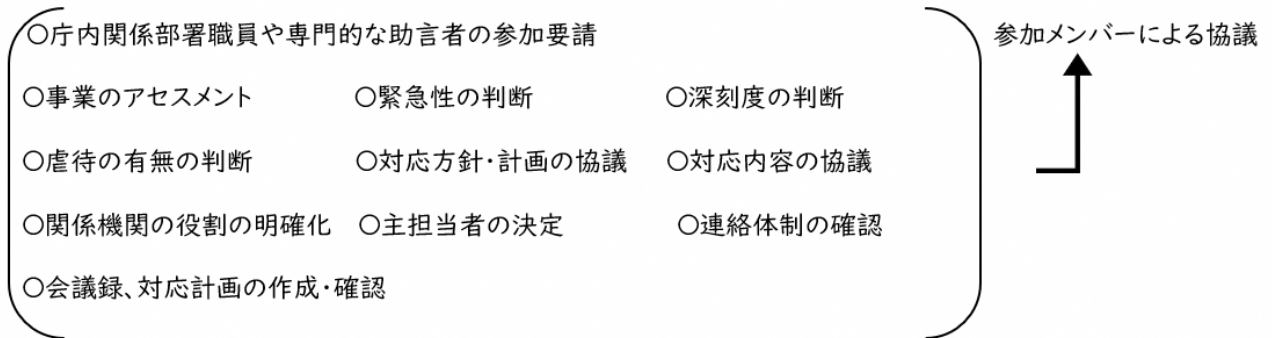 ○庁内関係部署職員や専門的な助言者の参加要請 参加メンバーによる協議
○事業のアセスメント ○緊急性の判断 ○深刻度の判断
○虐待の有無の判断 ○対応方針・計画の協議 ○対応内容の協議
○関係機関の役割の明確化 ○主担当者の決定 ○連絡体制の確認
○会議録、対応計画の作成・確認